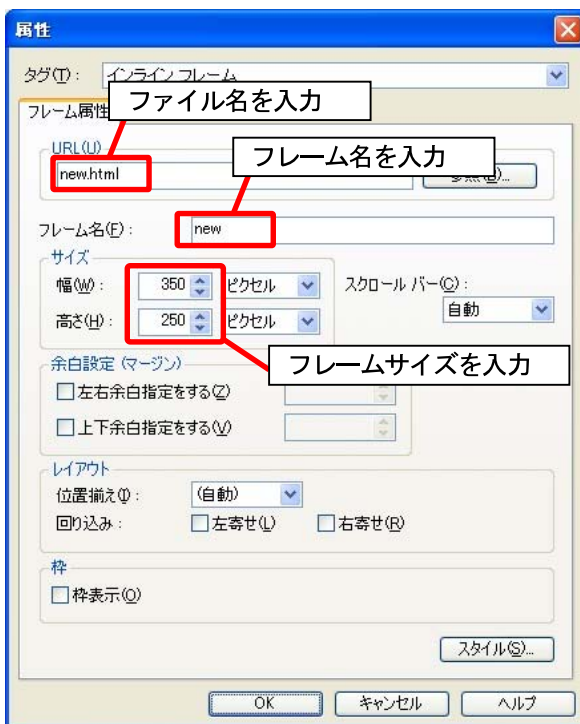 属性
タグ(T)： インライン フレーム
ファイル名を入力
フレーム属性
URL(U)
フレーム名を入力
new.html
フレーム名(F)： new
サイズ
幅(W)： 350 ピクセル スクロール バー(C)：
高さ(H)： 250 ピクセル 自動
フレームサイズを入力
余白設定 (マージン)
左右余白指定をする(Z)
上下余白指定をする(V)
レイアウト
位置揃え(I)： (自動)
回り込み： 左寄せ(L) 右寄せ(R)
枠
枠表示(O)
スタイル(S)...
OK キャンセル ヘルプ